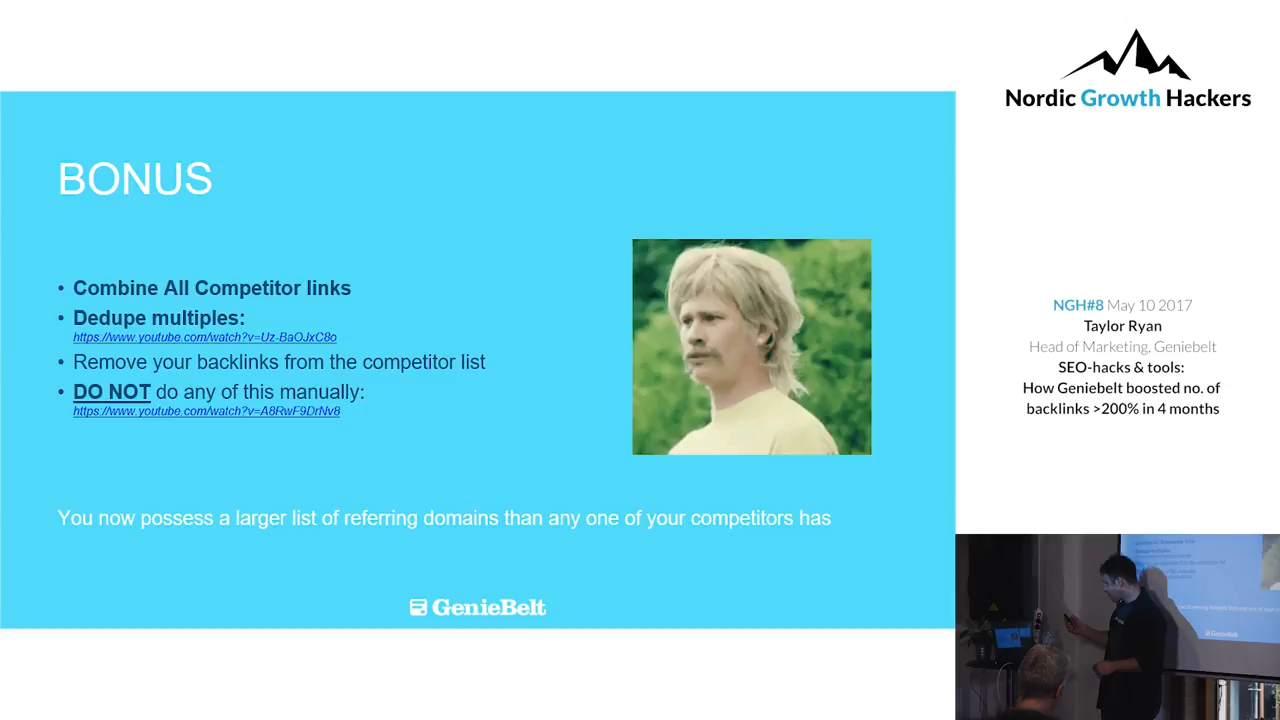 BONUS
• Combine All Competitor links
• Dedupe multiples:
https://www.youtube.com/watch?v=Uz-BaOJxC8o
• Remove your backlinks from the competitor list
• DO NOT do any of this manually:
https://www.youtube.com/watch?v=A8RwF9DrNv8
You now possess a larger list of referring domains than any one of your competitors has
GenieBelt
Nordic Growth Hackers
NGH#8 May 10 2017
Taylor Ryan
Head of Marketing, Geniebelt
SEO-hacks & tools:
How Geniebelt boosted no. of
backlinks >200% in 4 months